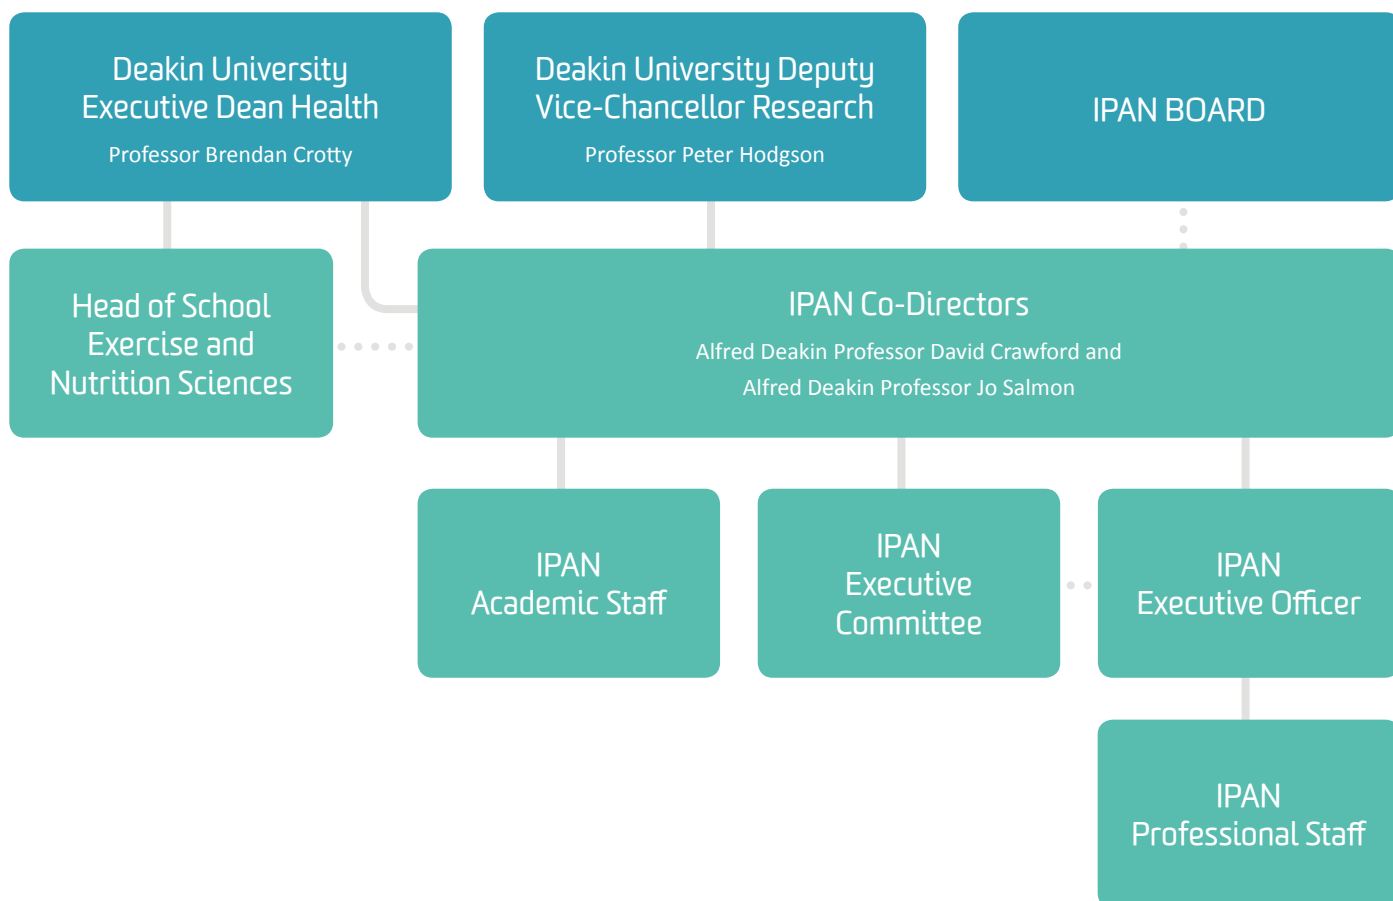 Deakin University
Executive Dean Health
Professor Brendan Crotty
Deakin University Deputy
Vice-Chancellor Research
Professor Peter Hodgson
IPAN BOARD
Head of School
Exercise and
Nutrition Sciences
IPAN Co-Directors
Alfred Deakin Professor David Crawford and
Alfred Deakin Professor Jo Salmon
IPAN
Academic Staff
IPAN
Executive
Committee
IPAN
Executive Officer
IPAN
Professional Staff